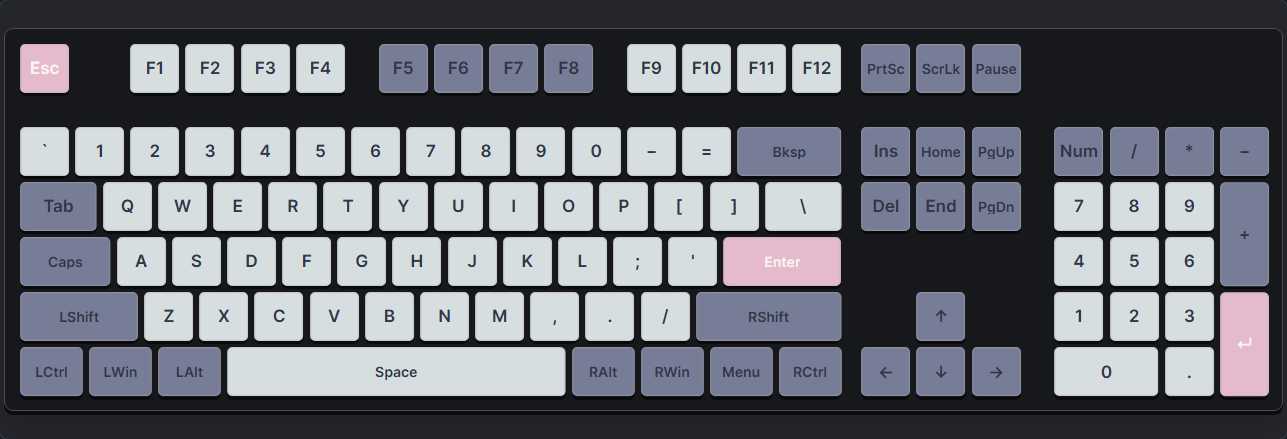 Esc F1 F2 F3 F4 F5 F6 F7 F8 F9 F10 F11 F12 PrtSc ScrLk Pause
` 1 2 3 4 5 6 7 8 9 0 − = Bksp Ins Home PgUp Num / * −
Tab Q W E R T Y U I O P [ ] \ Del End PgDn 7 8 9 +
Caps A S D F G H J K L ; ' Enter 4 5 6
LShift Z X C V B N M , . / RShift ↑ 1 2 3 ↵
LCtrl LWin LAlt Space RAlt RWin Menu RCtrl ← ↓ → 0 .